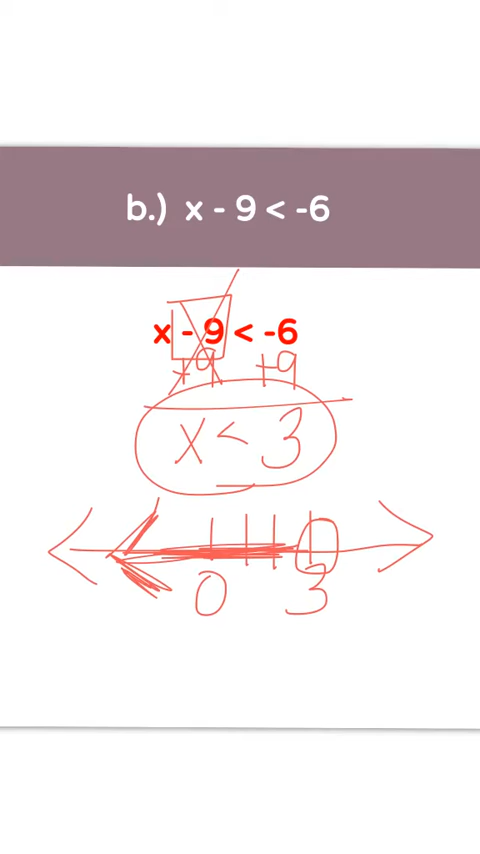 b.) x - 9 < -6
x - 9 < -6
+9 +9
x < 3
0 3